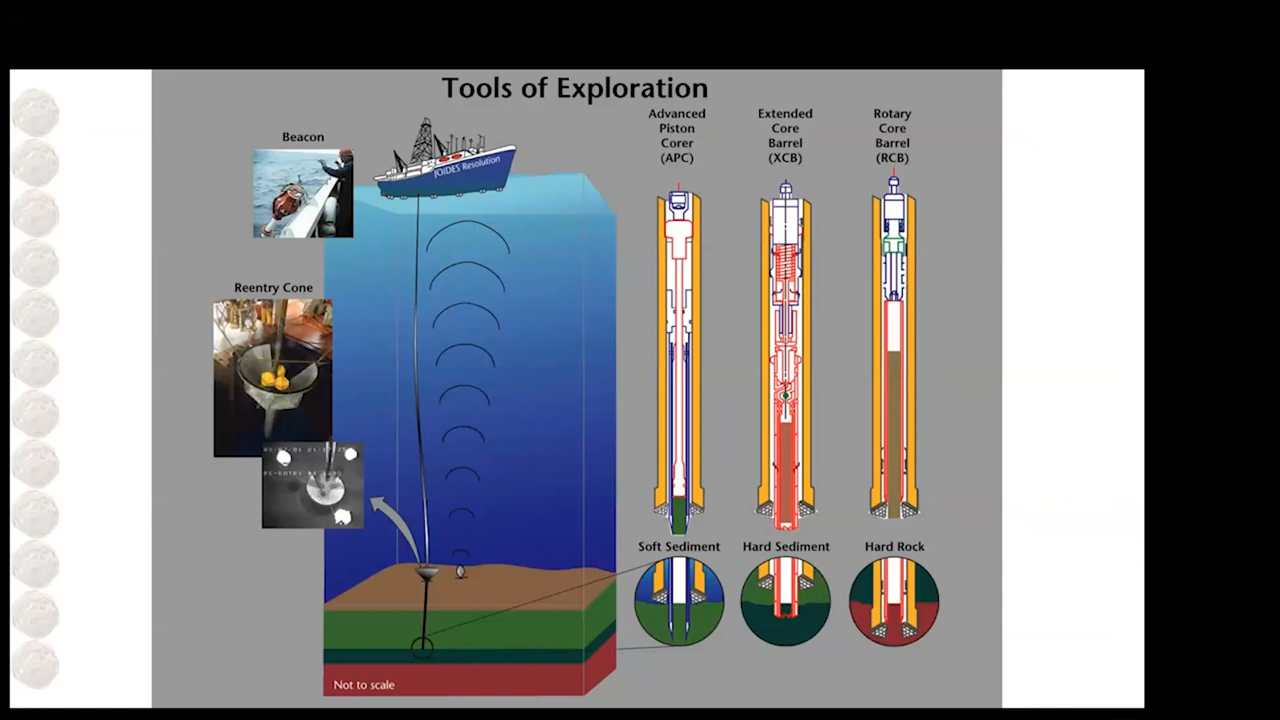 Tools of Exploration
Beacon
JOIDES Resolution
Reentry Cone
Not to scale
Advanced
Piston
Corer
(APC)
Extended
Core
Barrel
(XCB)
Rotary
Core
Barrel
(RCB)
Soft Sediment
Hard Sediment
Hard Rock